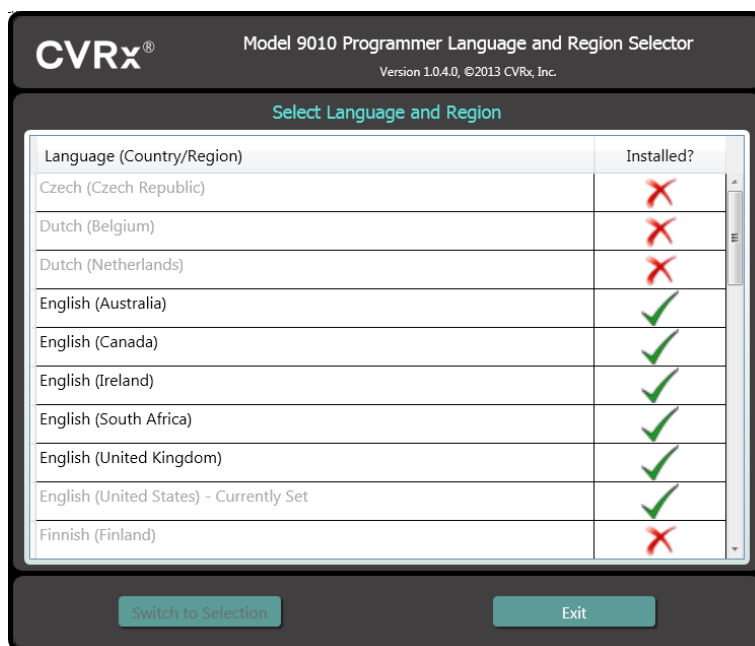 CVRx®
Model 9010 Programmer Language and Region Selector
Version 1.0.4.0, ©2013 CVRx, Inc.
Select Language and Region
Language (Country/Region) Installed?
Czech (Czech Republic)
Dutch (Belgium)
Dutch (Netherlands)
English (Australia)
English (Canada)
English (Ireland)
English (South Africa)
English (United Kingdom)
English (United States) - Currently Set
Finnish (Finland)
Switch to Selection Exit